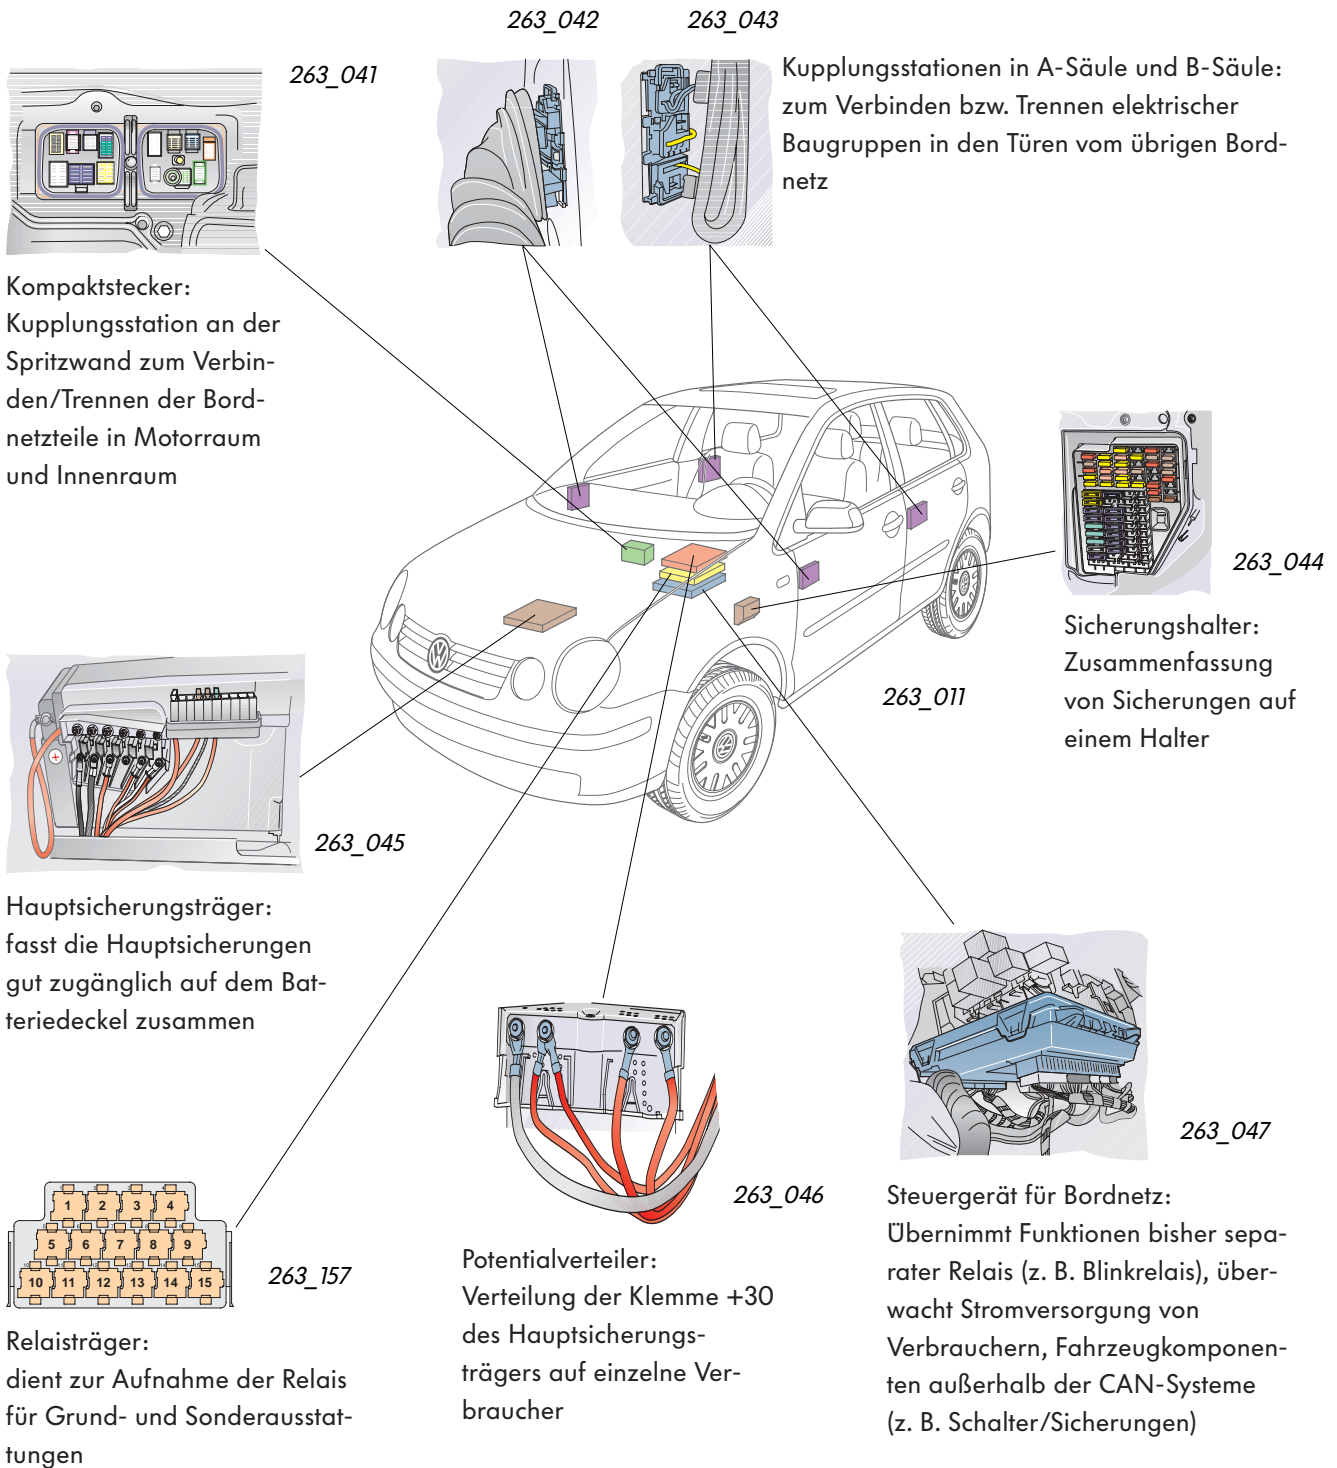 263_042
263_043
263_041
Kupplungsstationen in A-Säule und B-Säule:
zum Verbinden bzw. Trennen elektrischer
Baugruppen in den Türen vom übrigen Bord-
netz
Kompaktstecker:
Kupplungsstation an der
Spritzwand zum Verbin-
den/Trennen der Bord-
netzteile in Motorraum
und Innenraum
263_044
Sicherungshalter:
Zusammenfassung
von Sicherungen auf
einem Halter
263_011
263_045
Hauptsicherungsträger:
fasst die Hauptsicherungen
gut zugänglich auf dem Bat-
teriedeckel zusammen
263_046
Potentialverteiler:
Verteilung der Klemme +30
des Hauptsicherungs-
trägers auf einzelne Ver-
braucher
263_047
Steuergerät für Bordnetz:
Übernimmt Funktionen bisher sepa-
rater Relais (z. B. Blinkrelais), über-
wacht Stromversorgung von
Verbrauchern, Fahrzeugkomponen-
ten außerhalb der CAN-Systeme
(z. B. Schalter/Sicherungen)
1 2 3 4
5 6 7 8 9
10 11 12 13 14 15
263_157
Relaisträger:
dient zur Aufnahme der Relais
für Grund- und Sonderausstat-
tungen